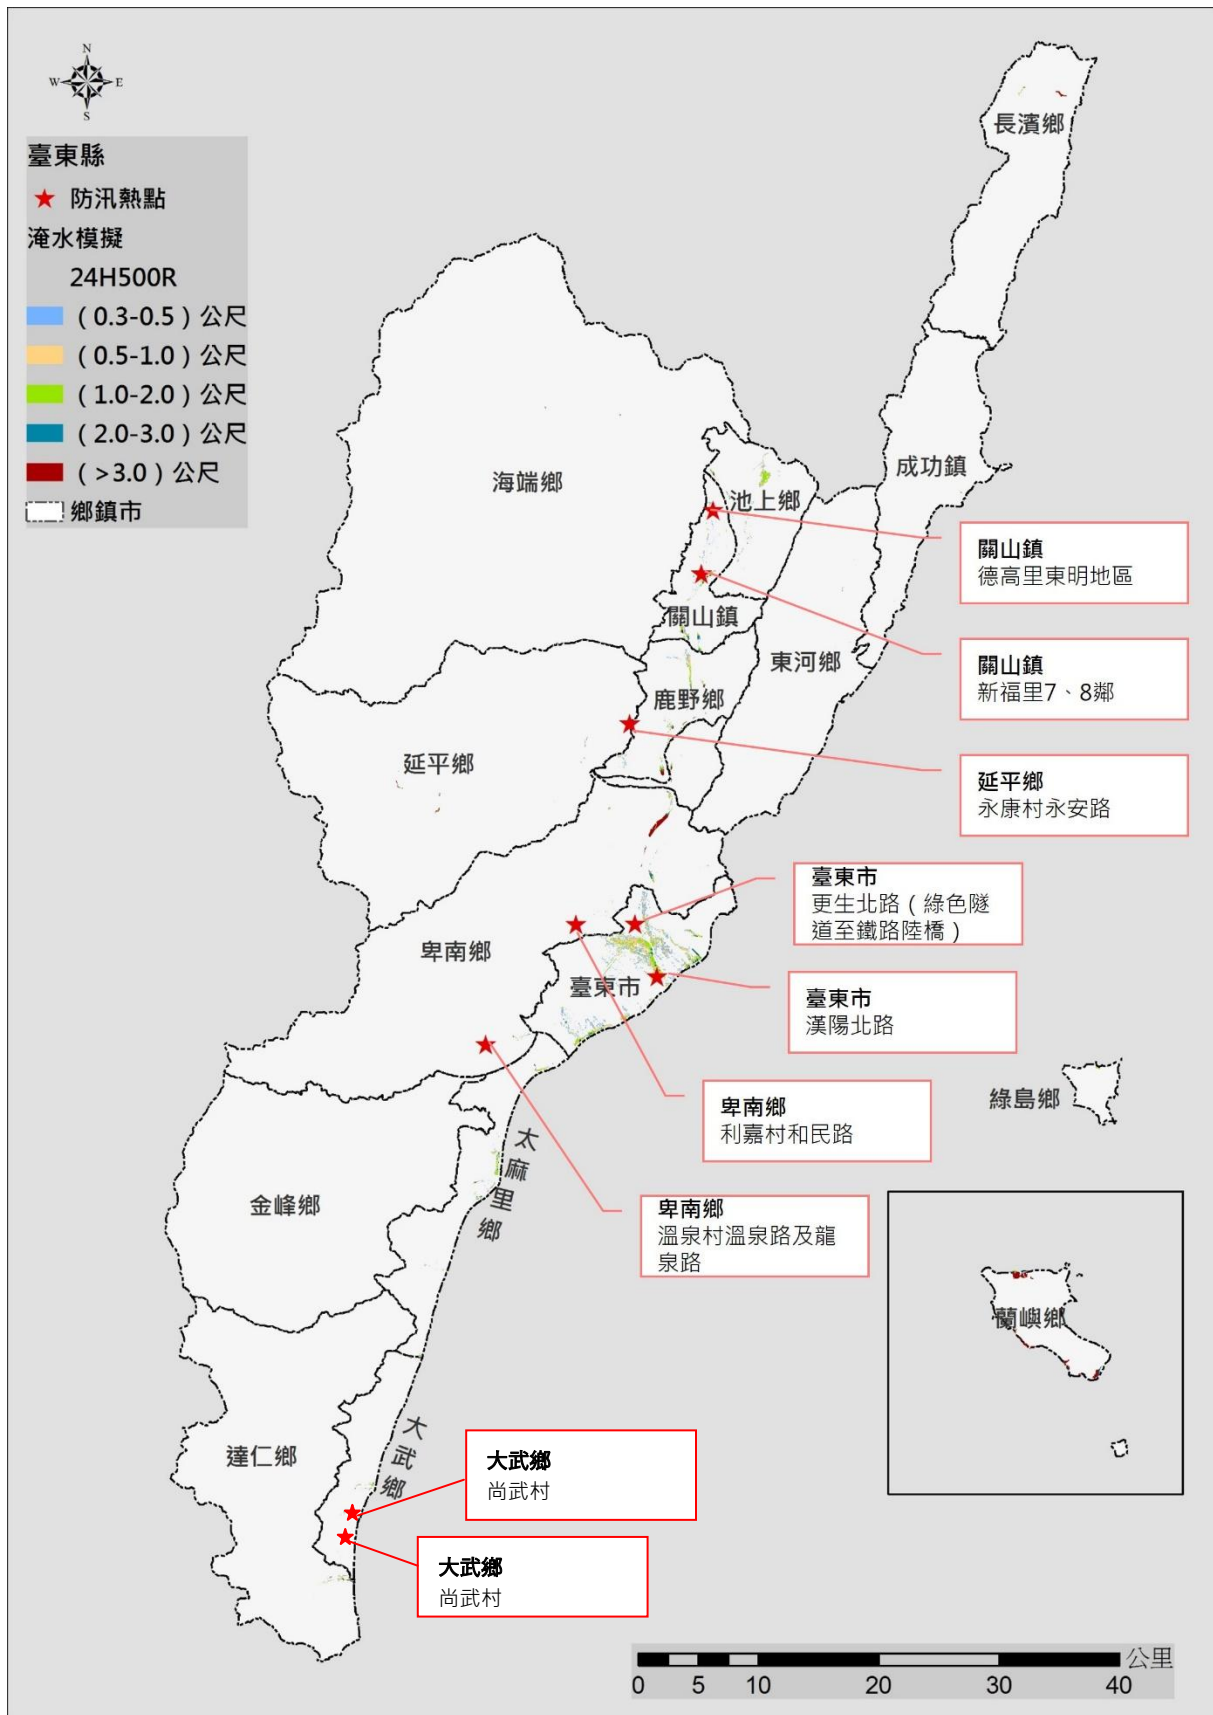 N
W
E
S
臺東縣
防汛熱點
淹水模擬
24H500R
（0.3-0.5）公尺
（0.5-1.0）公尺
（1.0-2.0）公尺
（2.0-3.0）公尺
（>3.0）公尺
鄉鎮市
長濱鄉
成功鎮
海端鄉
池上鄉
關山鎮
東河鄉
鹿野鄉
延平鄉
卑南鄉
臺東市
綠島鄉
太麻里鄉
金峰鄉
蘭嶼鄉
大武鄉
達仁鄉
關山鎮
德高里東明地區
關山鎮
新福里7、8鄰
延平鄉
永康村永安路
臺東市
更生北路（綠色隧
道至鐵路陸橋）
臺東市
漢陽北路
卑南鄉
利嘉村和民路
卑南鄉
溫泉村溫泉路及龍
泉路
大武鄉
尚武村
大武鄉
尚武村
公里
0 5 10 20 30 40